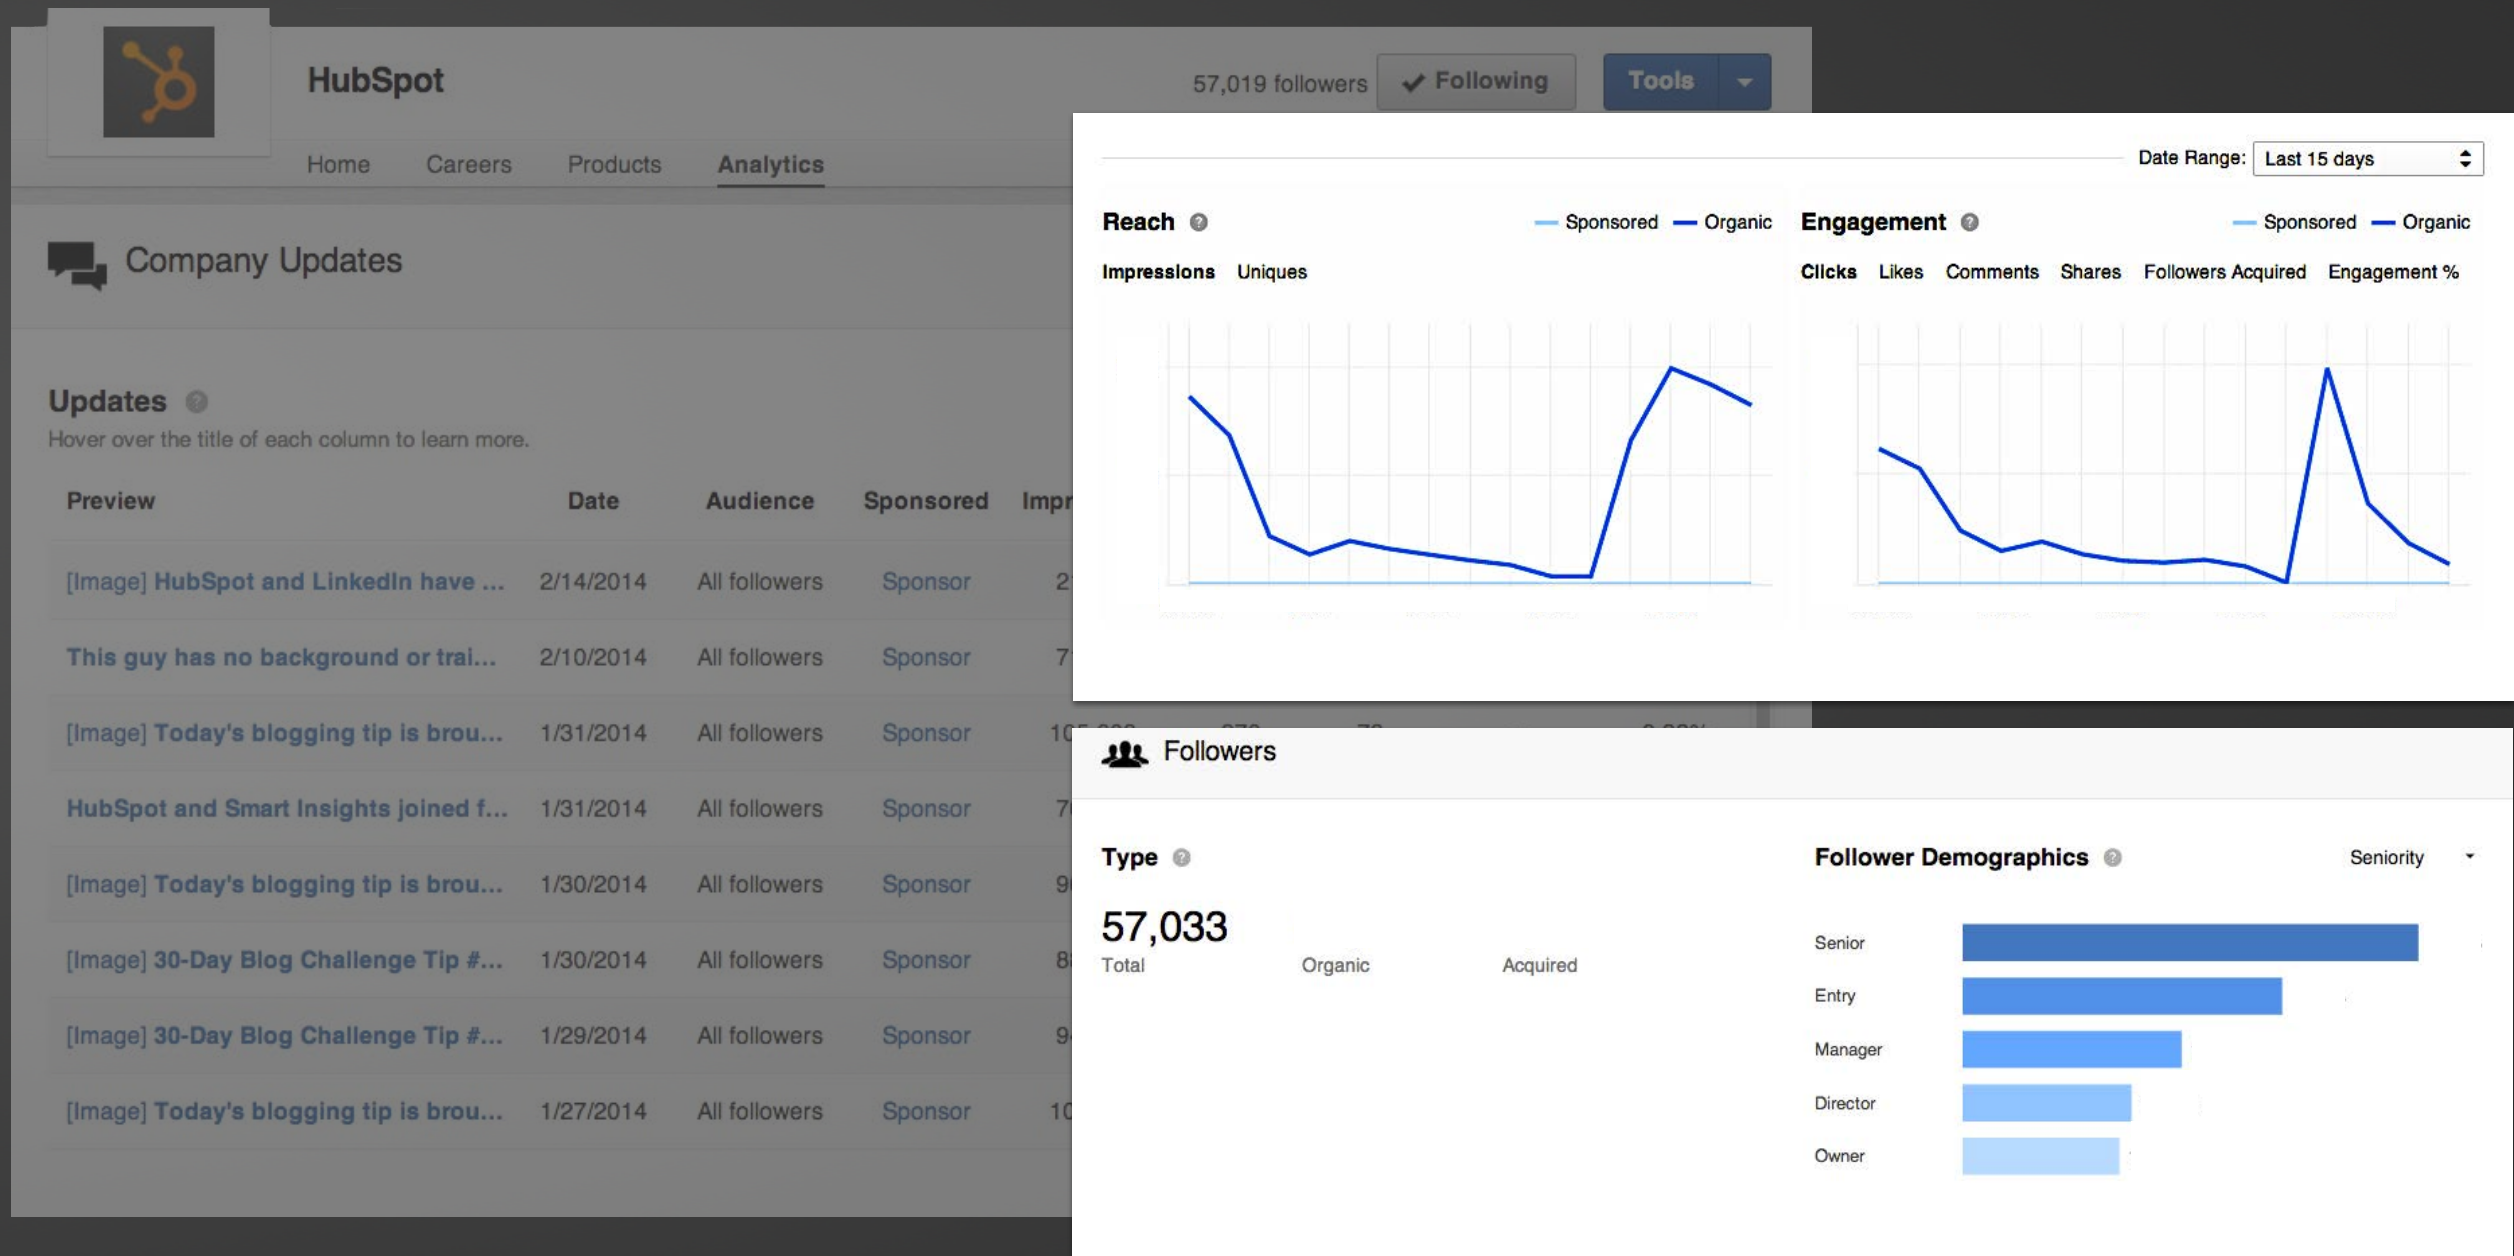 HubSpot
57,019 followers
Following
Tools
Home Careers Products Analytics
Company Updates
Updates
Hover over the title of each column to learn more.
Preview Date Audience Sponsored Impr
[Image] HubSpot and LinkedIn have ... 2/14/2014 All followers Sponsor 2
This guy has no background or trai... 2/10/2014 All followers Sponsor 7
[Image] Today's blogging tip is brou... 1/31/2014 All followers Sponsor
HubSpot and Smart Insights joined f... 1/31/2014 All followers Sponsor 7
[Image] Today's blogging tip is brou... 1/30/2014 All followers Sponsor 9
[Image] 30-Day Blog Challenge Tip #... 1/30/2014 All followers Sponsor 8
[Image] 30-Day Blog Challenge Tip #... 1/29/2014 All followers Sponsor 9
[Image] Today's blogging tip is brou... 1/27/2014 All followers Sponsor 10
Date Range: Last 15 days
Reach ? Sponsored Organic
Impressions Uniques
Engagement ? Sponsored Organic
Clicks Likes Comments Shares Followers Acquired Engagement %
Followers
Type ?
57,033
Total Organic Acquired
Follower Demographics ? Seniority
Senior
Entry
Manager
Director
Owner